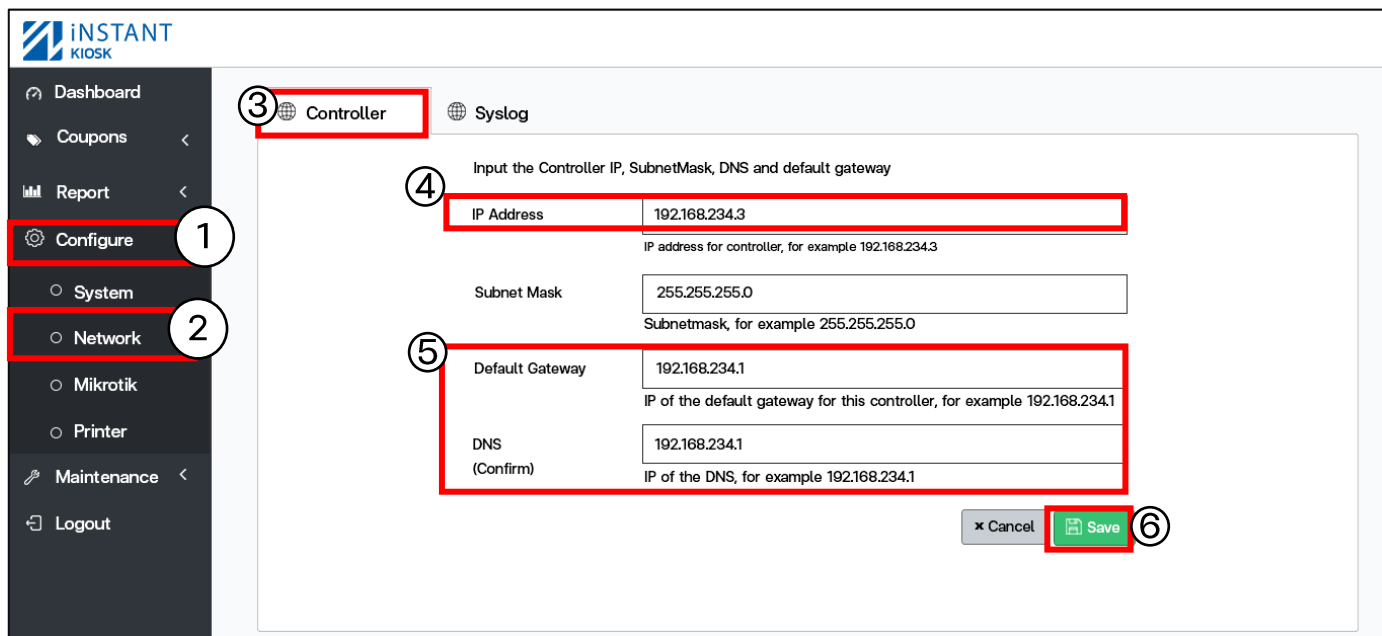 iNSTANT
KIOSK
Dashboard
Coupons
Report
Configure
1
System
Network
2
Mikrotik
Printer
Maintenance
Logout
3
Controller
Syslog
Input the Controller IP, SubnetMask, DNS and default gateway
4
IP Address
192.168.234.3
IP address for controller, for example 192.168.234.3
Subnet Mask
255.255.255.0
Subnetmask, for example 255.255.255.0
5
Default Gateway
192.168.234.1
IP of the default gateway for this controller, for example 192.168.234.1
DNS
(Confirm)
192.168.234.1
IP of the DNS, for example 192.168.234.1
Cancel
Save
6